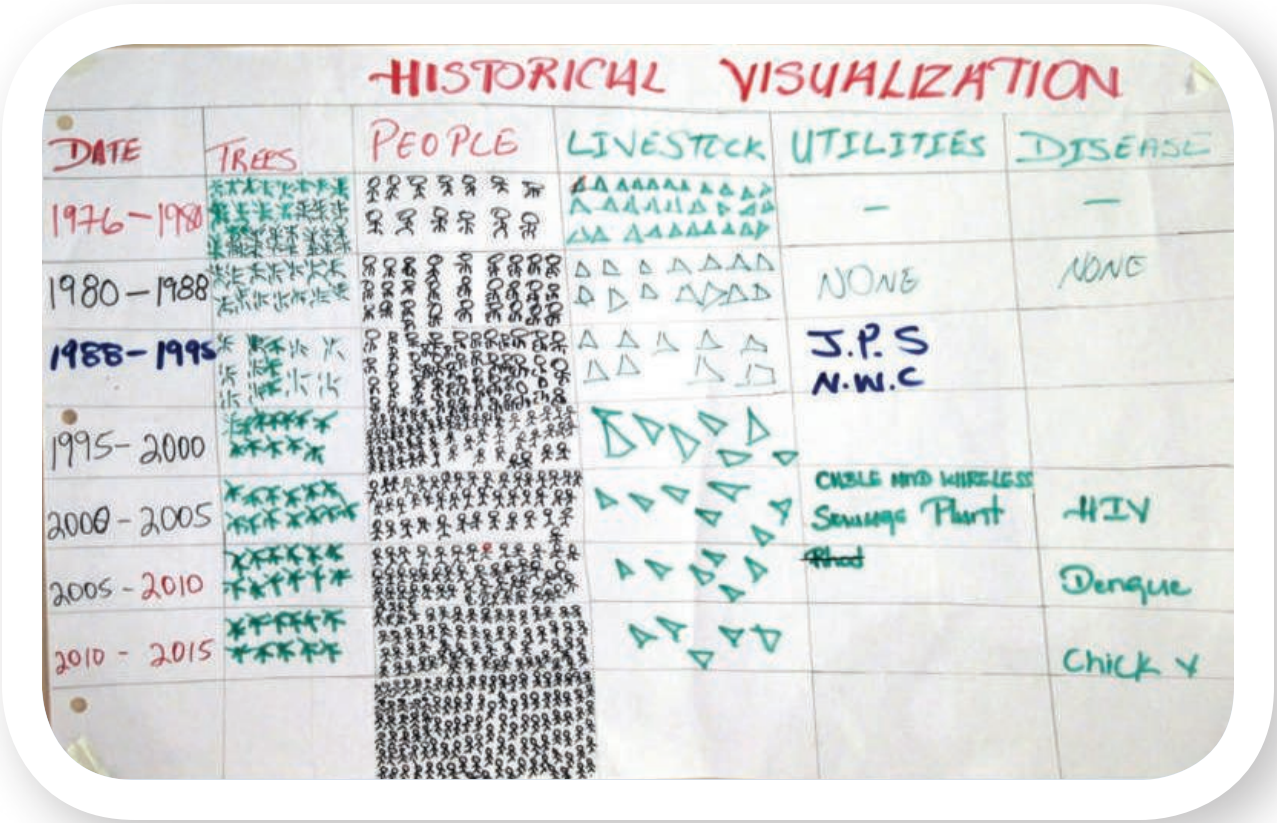 HISTORICAL VISUALIZATION
DATE TREES PEOPLE LIVESTOCK UTILITIES DISEASE
1976-1980 - -
1980-1988 NONE NONE
1988-1995 J.P.S
N.W.C
1995-2000
CABLE AND WIRELESS
2000-2005 Sewage Plant HIV
2005-2010 Dengue
2010-2015 Chick V